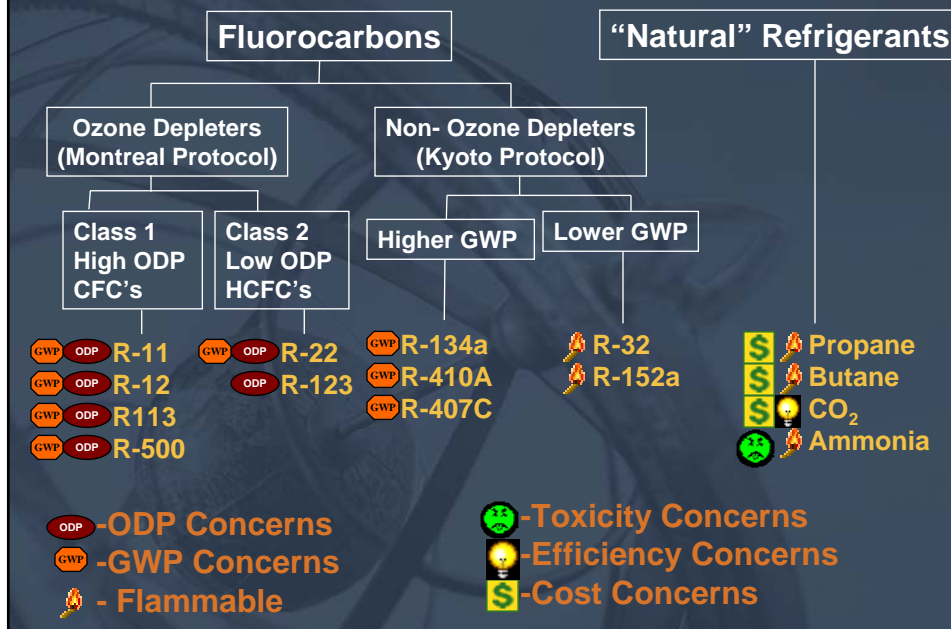 Fluorocarbons
“Natural” Refrigerants
Ozone Depleters
(Montreal Protocol)
Non- Ozone Depleters
(Kyoto Protocol)
Class 1
High ODP
CFC’s
Class 2
Low ODP
HCFC’s
Higher GWP
Lower GWP
GWP ODP R-11
GWP ODP R-12
GWP ODP R113
GWP ODP R-500
GWP ODP R-22
ODP R-123
GWP R-134a
GWP R-410A
GWP R-407C
R-32
R-152a
$ Propane
$ Butane
$ CO₂
Ammonia
ODP -ODP Concerns
GWP -GWP Concerns
- Flammable
-Toxicity Concerns
-Efficiency Concerns
$ -Cost Concerns